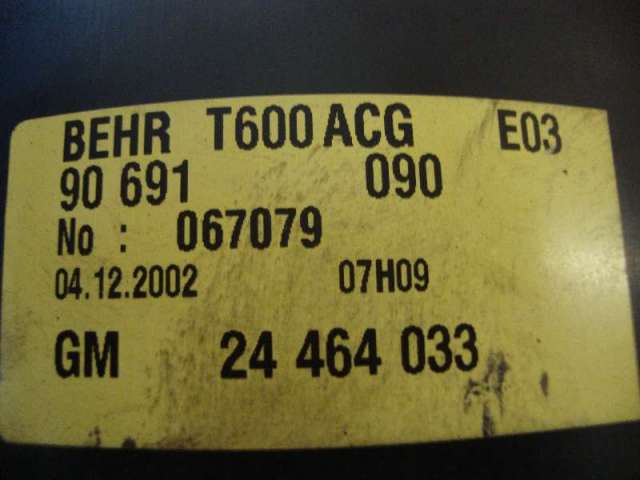 BEHR T600 ACG E03
90 691 090
No : 067079
04.12.2002 07H09
GM 24 464 033